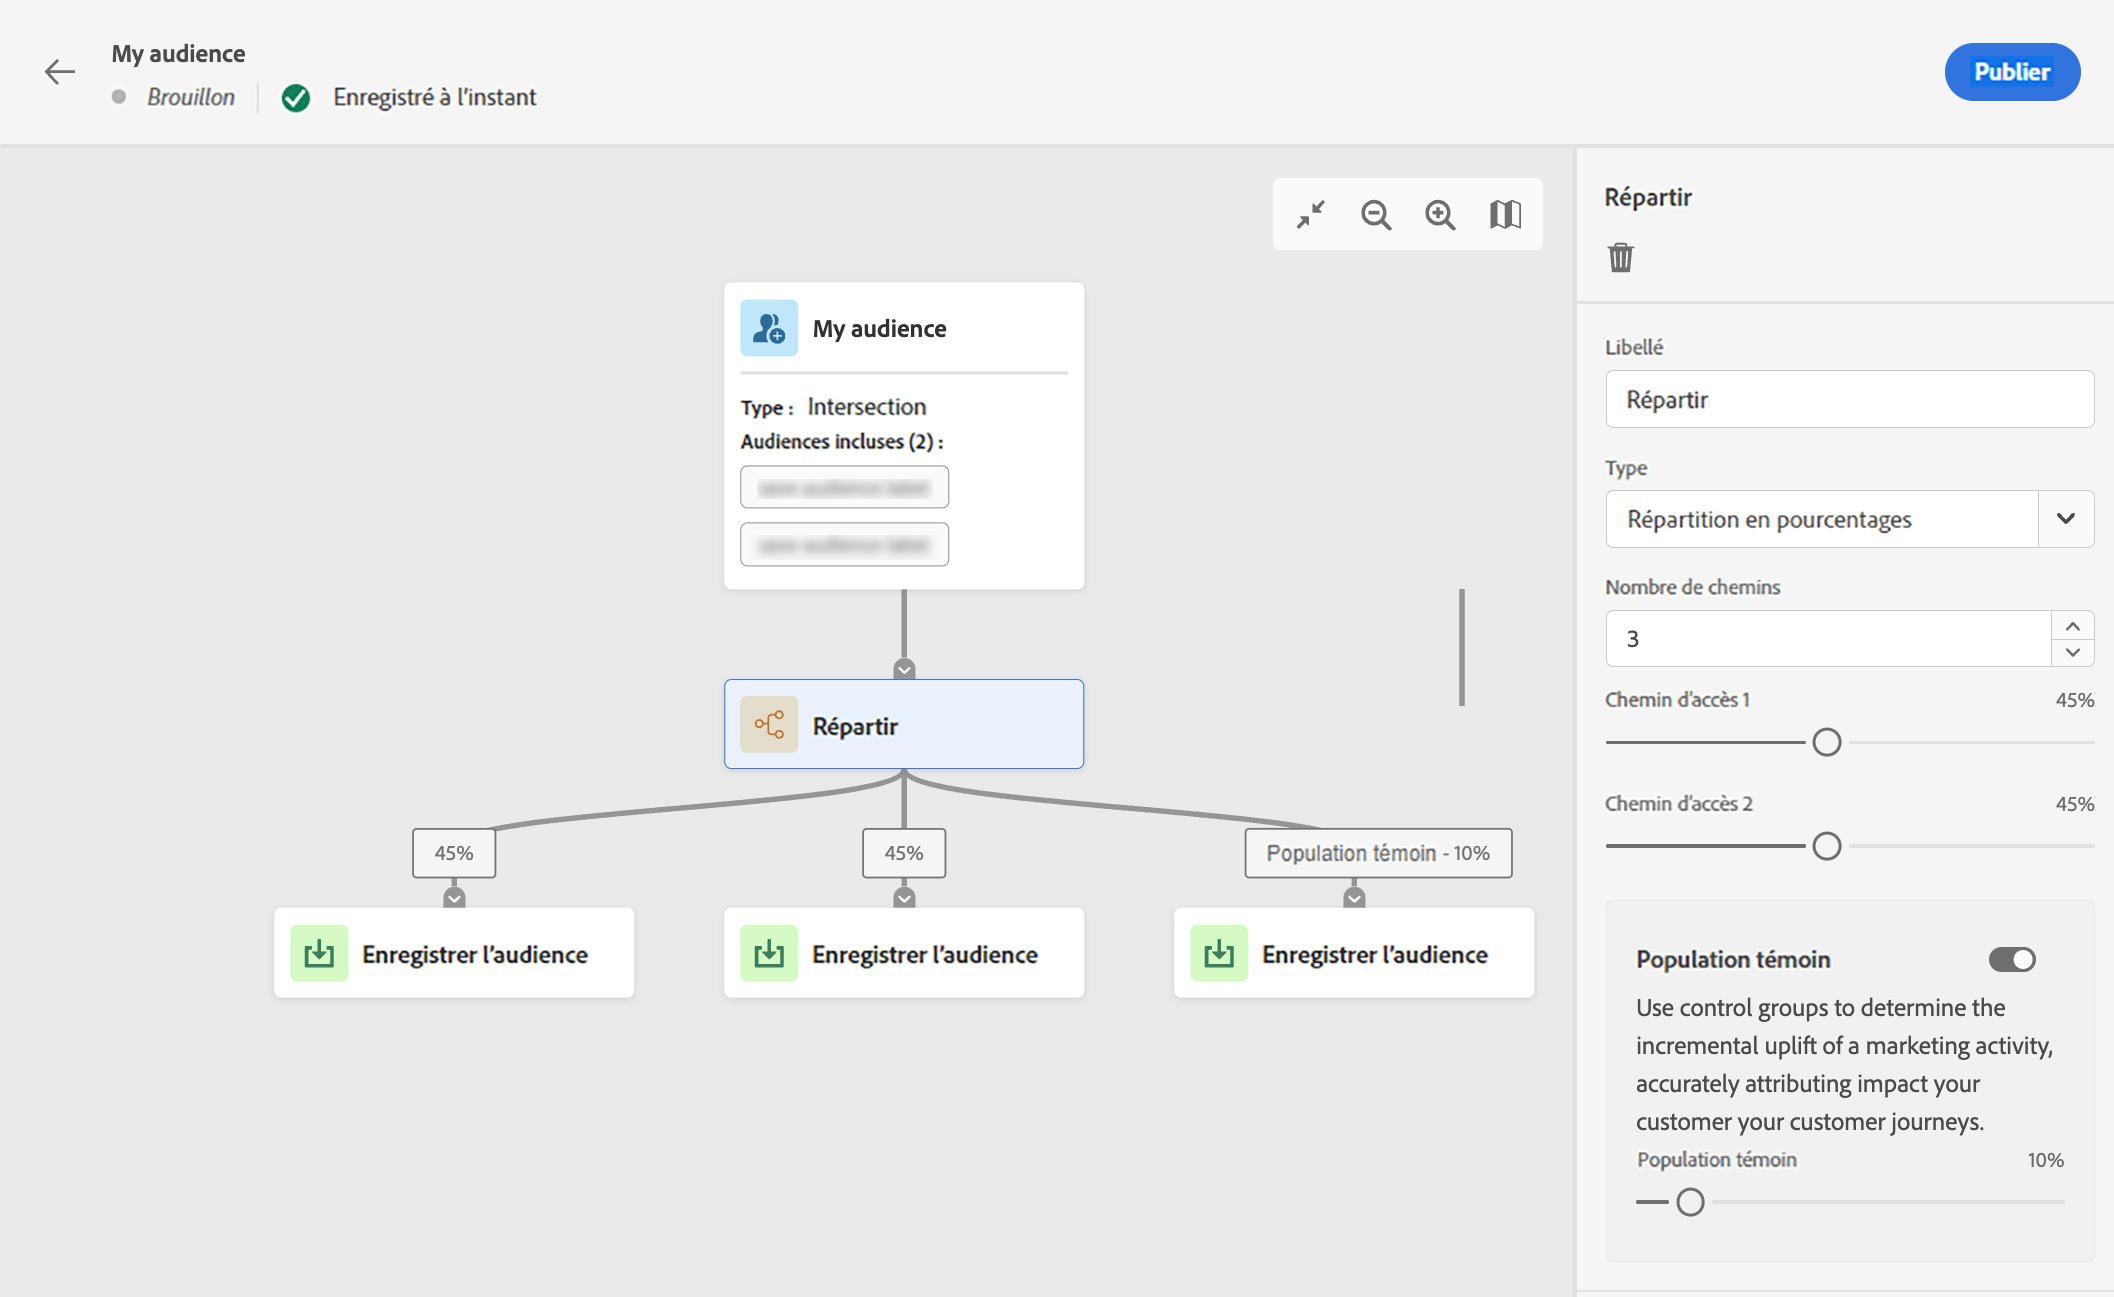 My audience
Brouillon
Enregistré à l'instant
Publier
My audience
Type : Intersection
Audiences incluses (2) :
Répartir
45%
45%
Population témoin - 10%
Enregistrer l'audience
Enregistrer l'audience
Enregistrer l'audience
Répartir
Libellé
Répartir
Type
Répartition en pourcentages
Nombre de chemins
3
Chemin d'accès 1 45%
Chemin d'accès 2 45%
Population témoin
Use control groups to determine the
incremental uplift of a marketing activity,
accurately attributing impact your
customer your customer journeys.
Population témoin 10%